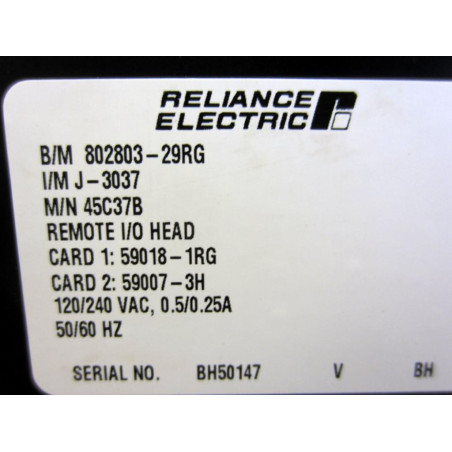 RELIANCE
ELECTRIC
B/M 802803-29RG
I/M J-3037
M/N 45C37B
REMOTE I/O HEAD
CARD 1: 59018-1RG
CARD 2: 59007-3H
120/240 VAC, 0.5/0.25A
50/60 HZ
SERIAL NO. BH50147 V BH